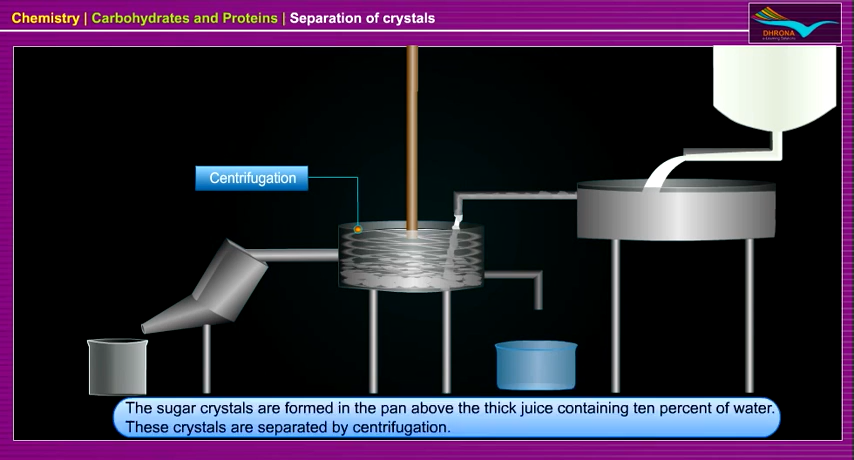 Chemistry | Carbohydrates and Proteins | Separation of crystals
DHRONA
Centrifugation
The sugar crystals are formed in the pan above the thick juice containing ten percent of water.
These crystals are separated by centrifugation.